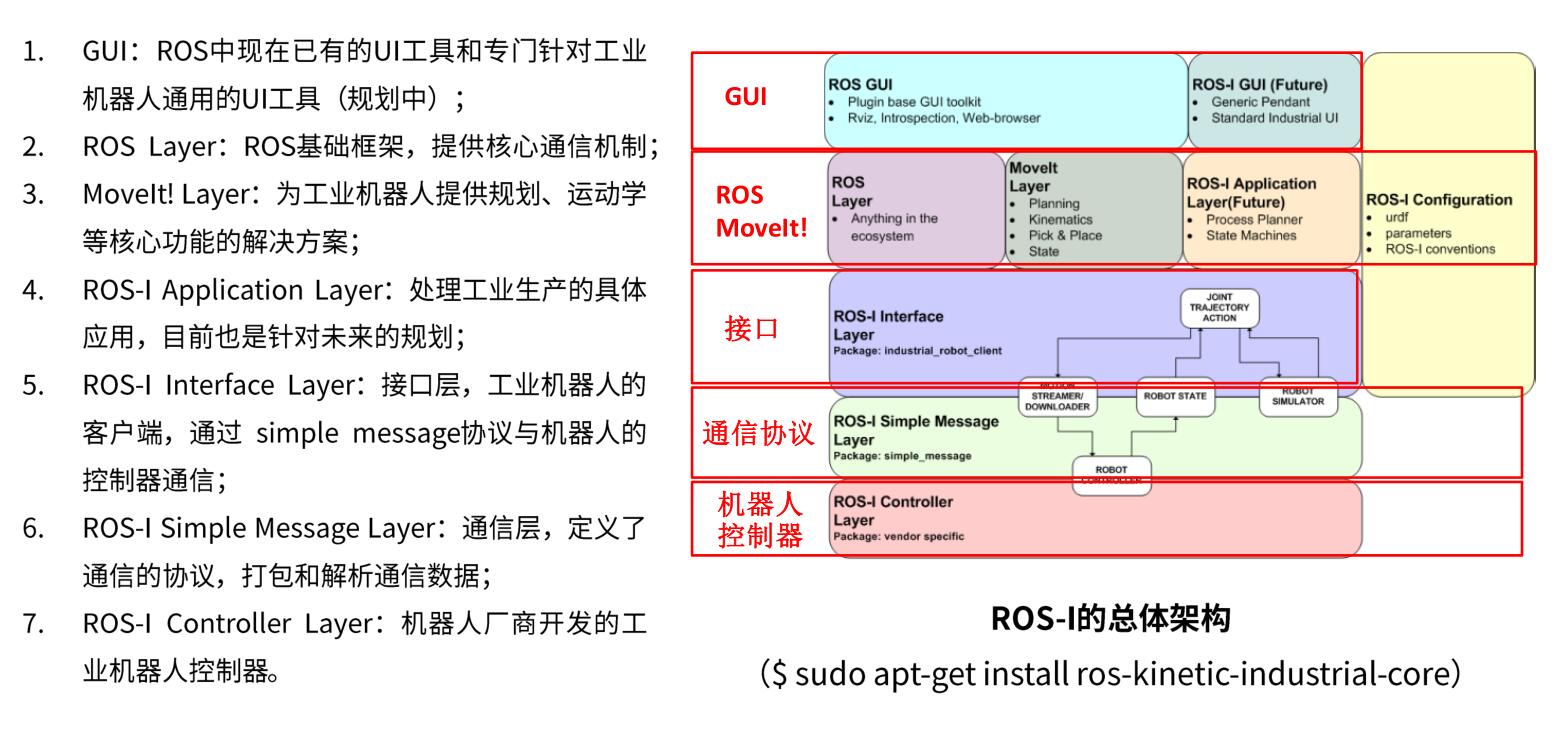 1. GUI：ROS中现在已有的UI工具和专门针对工业
机器人通用的UI工具（规划中）；
2. ROS Layer：ROS基础框架，提供核心通信机制；
3. MoveIt! Layer：为工业机器人提供规划、运动学
等核心功能的解决方案；
4. ROS-I Application Layer：处理工业生产的具体
应用，目前也是针对未来的规划；
5. ROS-I Interface Layer：接口层，工业机器人的
客户端，通过 simple message协议与机器人的
控制器通信；
6. ROS-I Simple Message Layer：通信层，定义了
通信的协议，打包和解析通信数据；
7. ROS-I Controller Layer：机器人厂商开发的工
业机器人控制器。
GUI
ROS GUI
• Plugin base GUI toolkit
• Rviz, Introspection, Web-browser
ROS-I GUI (Future)
• Generic Pendant
• Standard Industrial UI
ROS
MoveIt!
ROS
Layer
• Anything in the
ecosystem
MoveIt
Layer
• Planning
• Kinematics
• Pick & Place
• State
ROS-I Application
Layer(Future)
• Process Planner
• State Machines
ROS-I Configuration
• urdf
• parameters
• ROS-I conventions
接口
ROS-I Interface
Layer
Package: industrial_robot_client
JOINT
TRAJECTORY
ACTION
MOTION
STREAMER/
DOWNLOADER
ROBOT STATE
ROBOT
SIMULATOR
通信协议
ROS-I Simple Message
Layer
Package: simple_message
ROBOT
CONTROLLER
机器人
控制器
ROS-I Controller
Layer
Package: vendor specific
ROS-I的总体架构
（$ sudo apt-get install ros-kinetic-industrial-core）